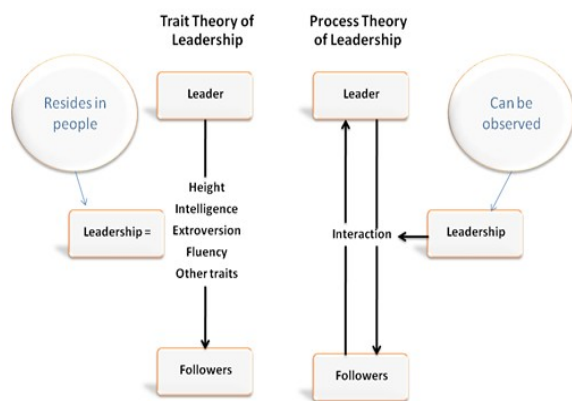 Trait Theory of
Leadership
Process Theory
of Leadership
Resides in
people
Leader
Leader
Can be
observed
Height
Intelligence
Extroversion
Fluency
Other traits
Leadership =
Interaction
Leadership
Followers
Followers